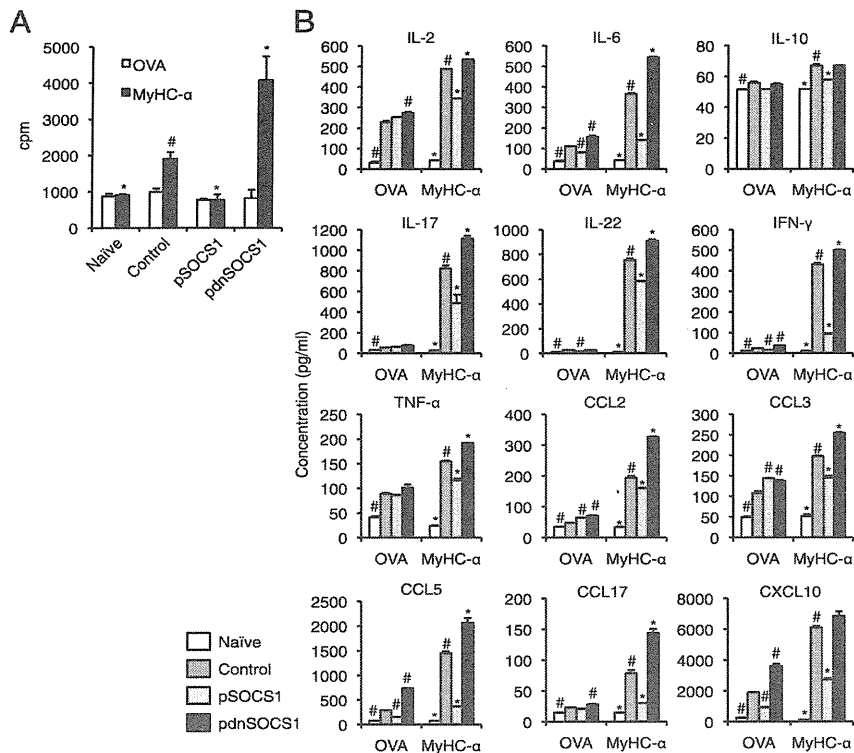 A
5000
4000
3000
2000
1000
0
cpm
OVA
MyHC-α
*
#
*
*
Naïve
Control
pSOCS1
pdnSOCS1
B
Concentration (pg/ml)
IL-2
600
500
400
300
200
100
0
# # # * *
OVA MyHC-α
IL-6
600
500
400
300
200
100
0
# # # * # * *
OVA MyHC-α
IL-10
80
60
40
20
0
# * # *
OVA MyHC-α
IL-17
1200
1000
800
600
400
200
0
# # * *
OVA MyHC-α
IL-22
1000
800
600
400
200
0
# # * # * *
OVA MyHC-α
IFN-γ
600
500
400
300
200
100
0
# # # * # * *
OVA MyHC-α
TNF-α
250
200
150
100
50
0
# * # * *
OVA MyHC-α
CCL2
400
300
200
100
0
# # # * # * *
OVA MyHC-α
CCL3
300
250
200
150
100
50
0
# # # * # * *
OVA MyHC-α
CCL5
2500
2000
1500
1000
500
0
# # # * # * *
OVA MyHC-α
CCL17
200
150
100
50
0
# # * # * *
OVA MyHC-α
CXCL10
8000
6000
4000
2000
0
# # # * # *
OVA MyHC-α
Naïve
Control
pSOCS1
pdnSOCS1